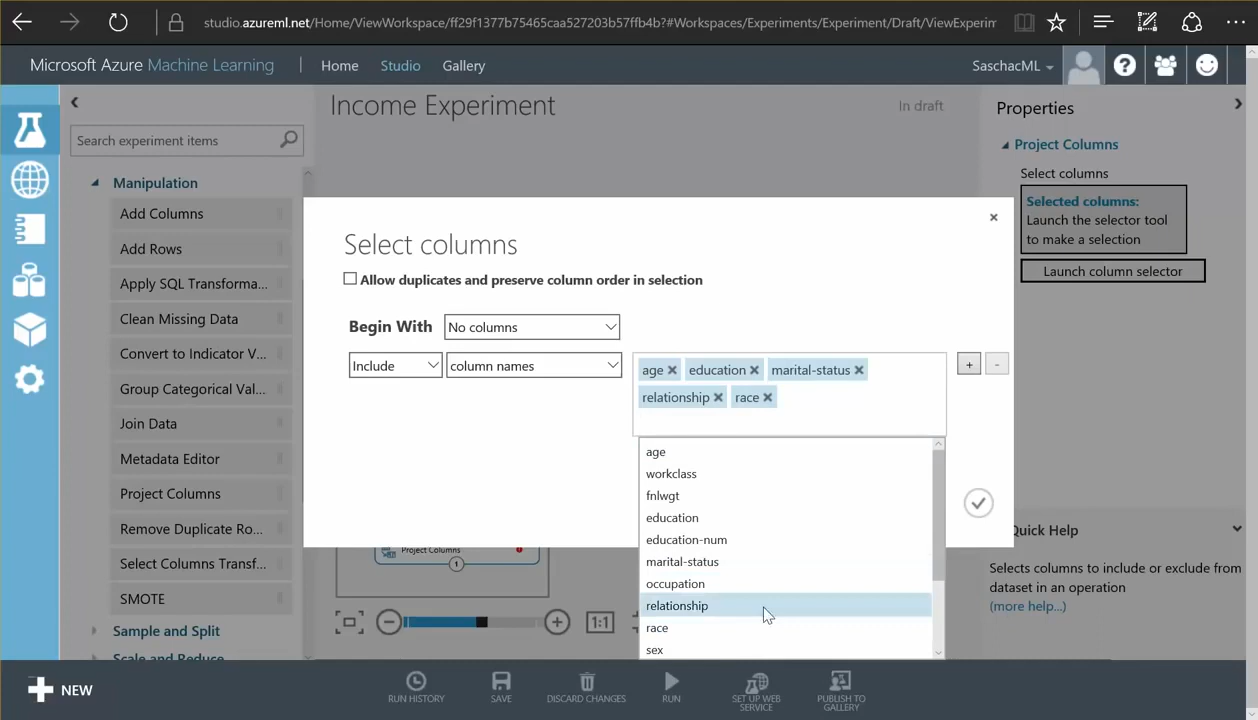 studio.azureml.net/Home/ViewWorkspace/ff29f1377b75465caa527203b57ffb4b?#Workspaces/Experiments/Experiment/Draft/ViewExperim
Microsoft Azure Machine Learning
Home
Studio
Gallery
SaschacML
Search experiment items
Manipulation
Add Columns
Add Rows
Apply SQL Transforma...
Clean Missing Data
Convert to Indicator V...
Group Categorical Val...
Join Data
Metadata Editor
Project Columns
Remove Duplicate Ro...
Select Columns Transf...
SMOTE
Sample and Split
Scale and Reduce
Income Experiment
In draft
Select columns
Allow duplicates and preserve column order in selection
Begin With No columns
Include column names
age education marital-status
relationship race
+ -
age
workclass
fnlwgt
education
education-num
marital-status
occupation
relationship
race
sex
Project Columns
1
1:1
Properties
Project Columns
Select columns
Selected columns:
Launch the selector tool
to make a selection
Launch column selector
Quick Help
Selects columns to include or exclude from
dataset in an operation
(more help...)
NEW
RUN HISTORY
SAVE
DISCARD CHANGES
RUN
SET UP WEB
SERVICE
PUBLISH TO
GALLERY